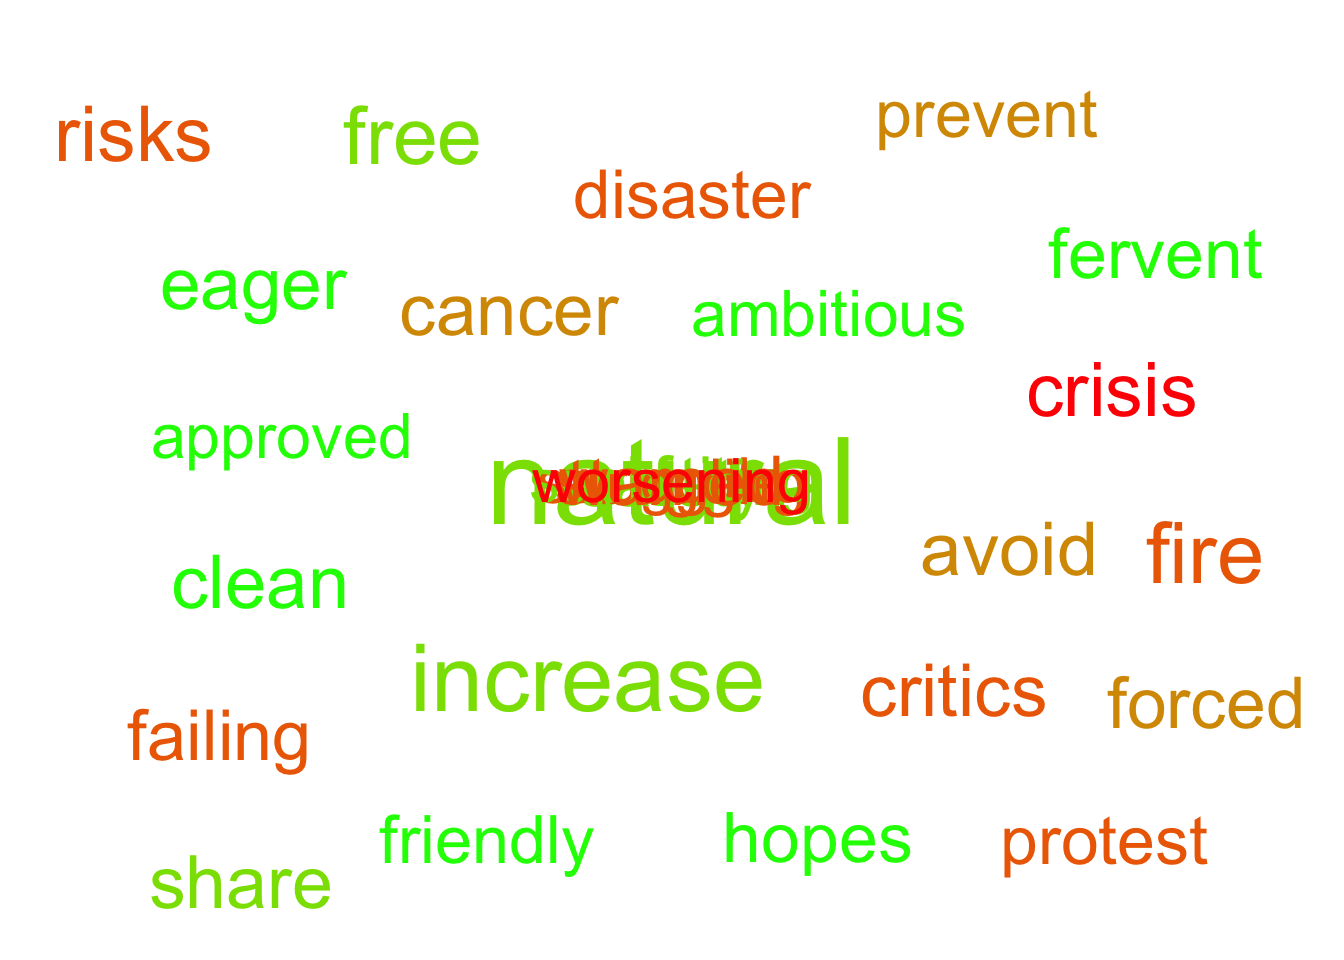 risks free prevent
disaster
fervent
eager cancer ambitious
crisis
approved
natural
worsening
avoid fire
clean
increase critics forced
failing
friendly hopes protest
share